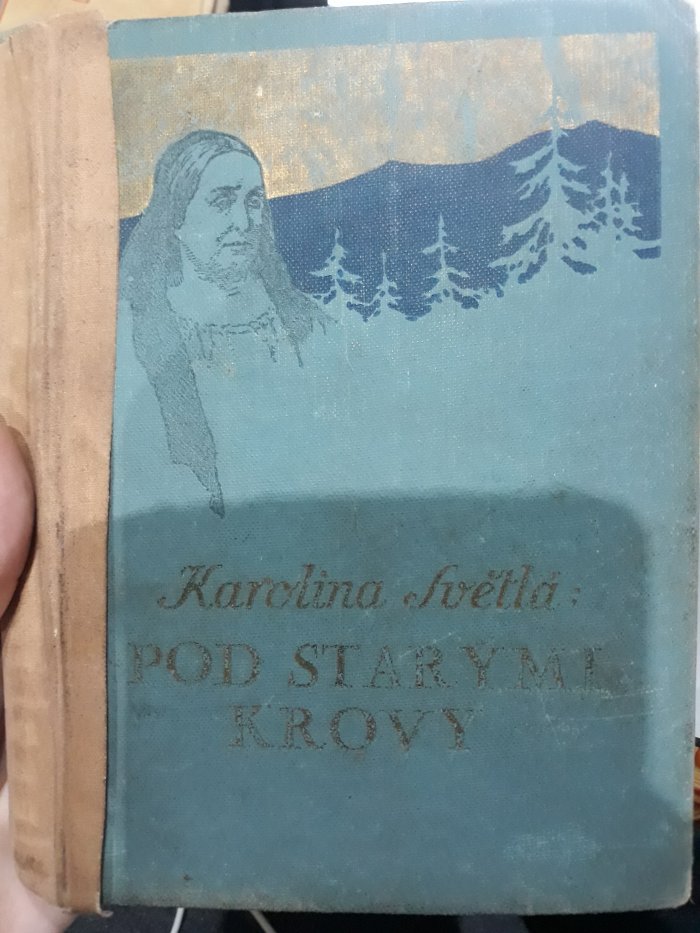 Karolina Světlá:
POD STARÝMI
KROVY